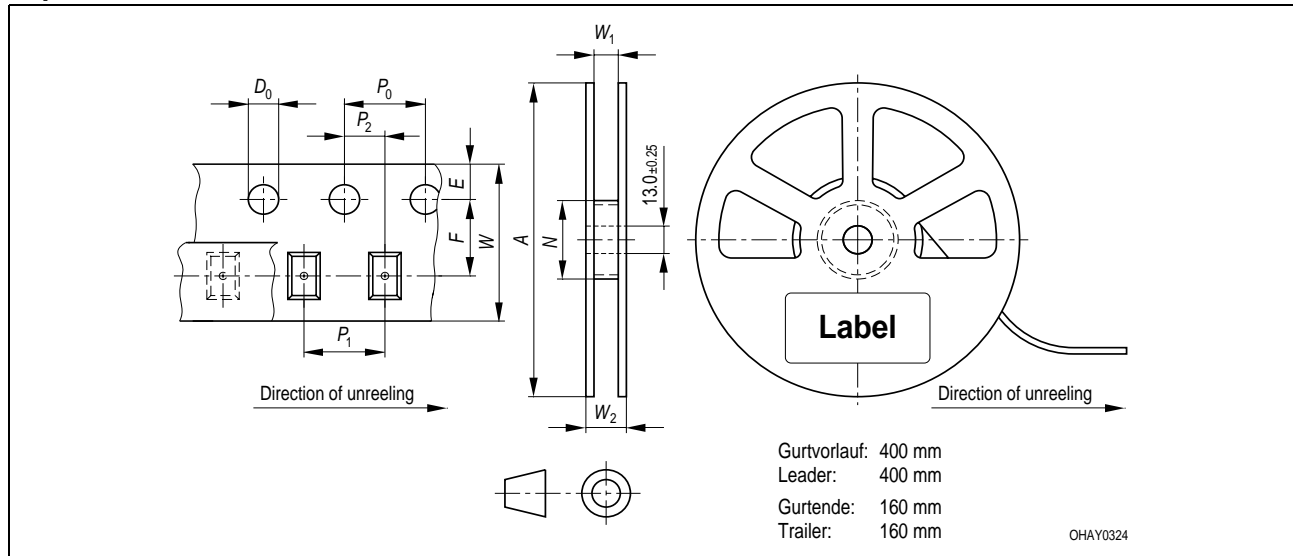 W1
D0
P0
P2
E
F
W
A
N
13.0±0.25
P1
Label
Direction of unreeling
W2
Direction of unreeling
Gurtvorlauf: 400 mm
Leader: 400 mm
Gurtende: 160 mm
Trailer: 160 mm
OHAY0324